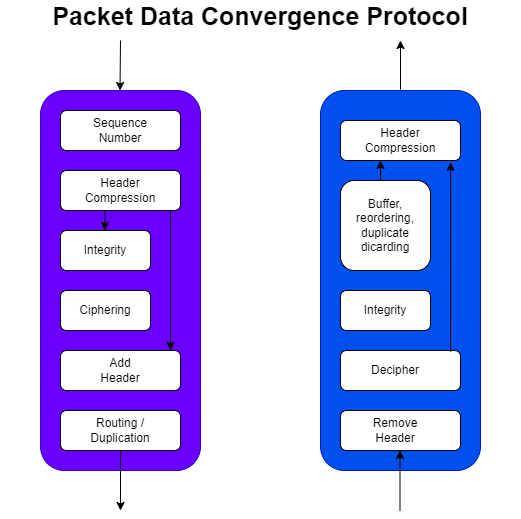 Packet Data Convergence Protocol
Sequence
Number
Header
Compression
Integrity
Ciphering
Add
Header
Routing /
Duplication
Header
Compression
Buffer,
reordering,
duplicate
dicarding
Integrity
Decipher
Remove
Header